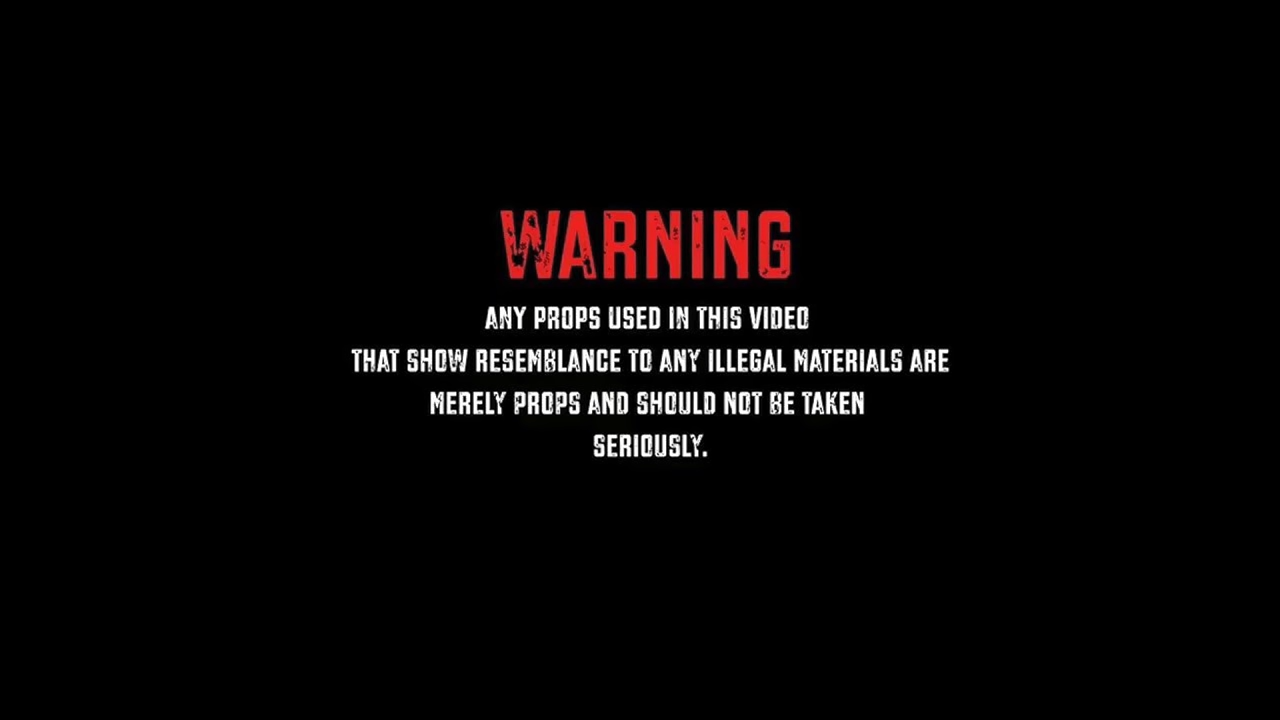 WARNING
ANY PROPS USED IN THIS VIDEO
THAT SHOW RESEMBLANCE TO ANY ILLEGAL MATERIALS ARE
MERELY PROPS AND SHOULD NOT BE TAKEN
SERIOUSLY.